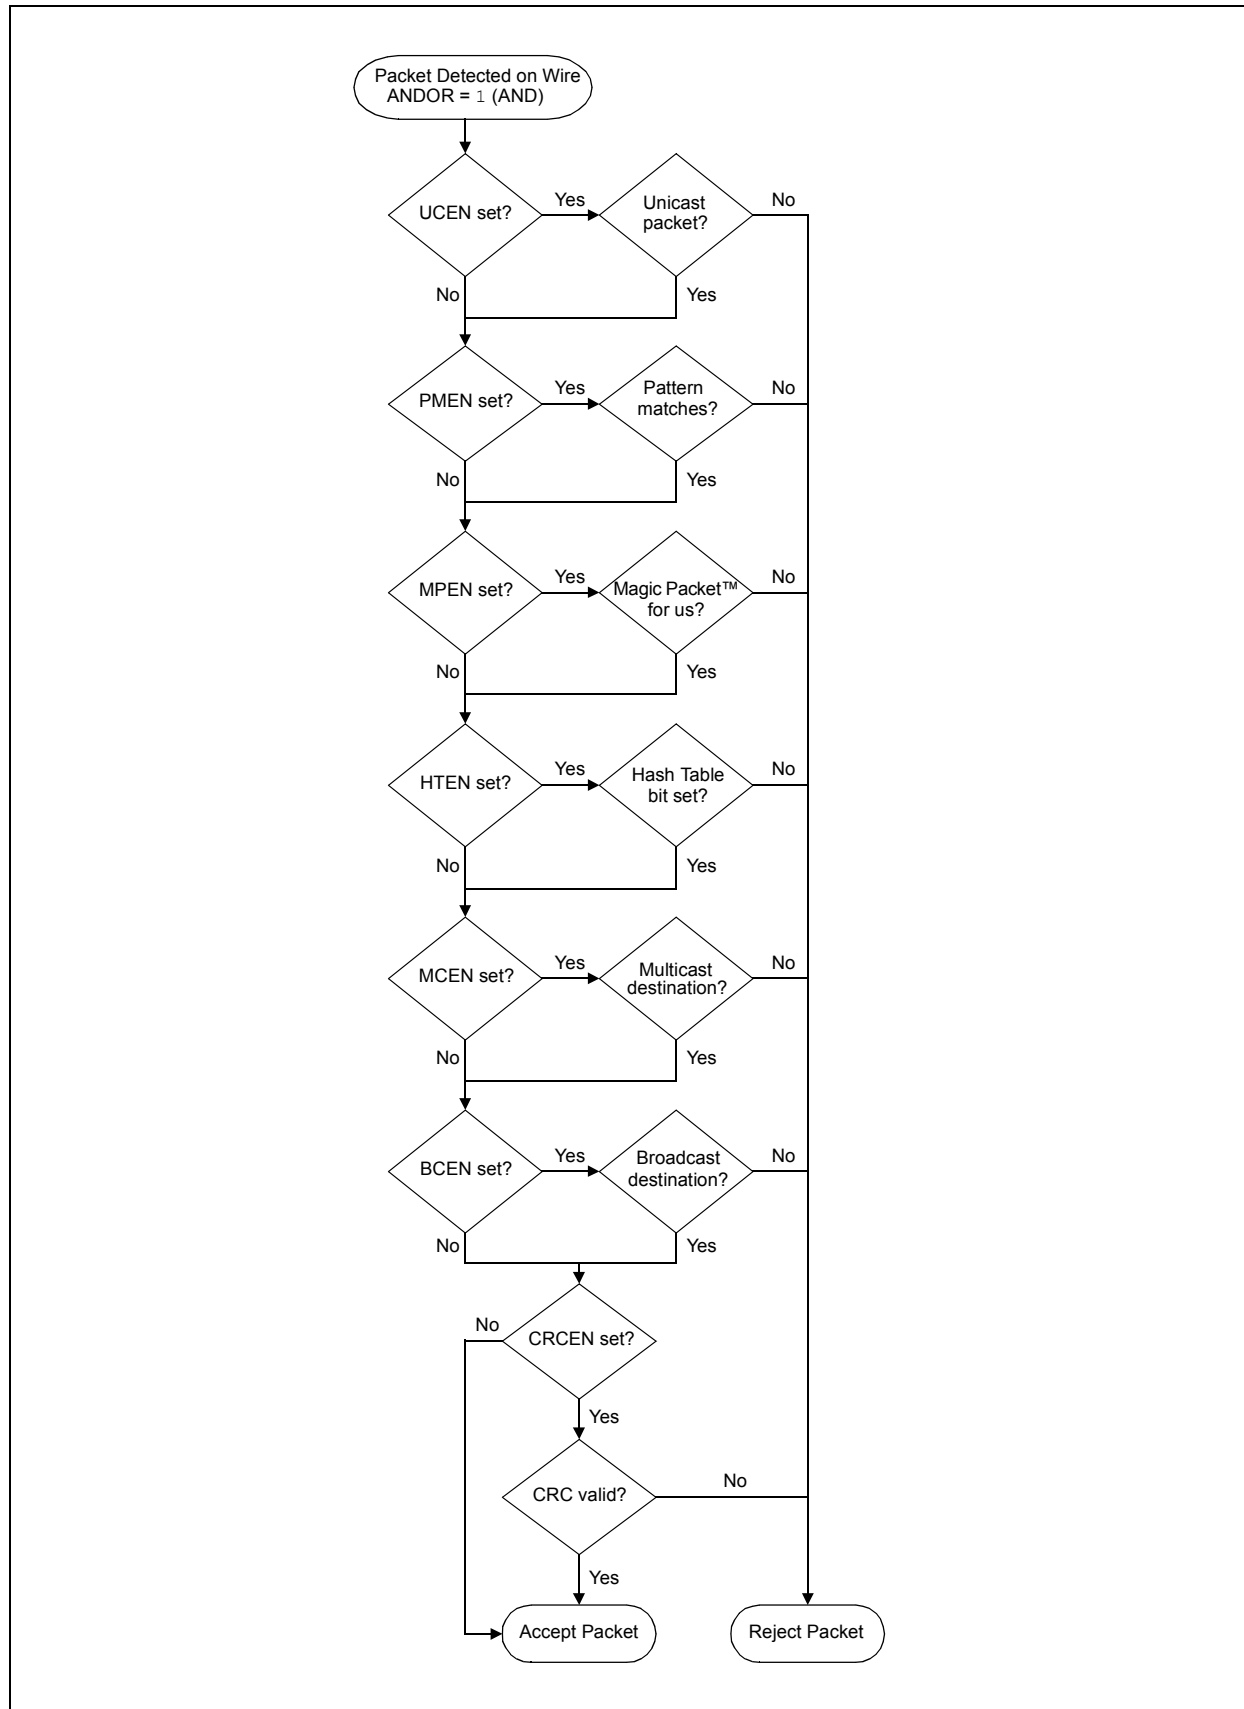 Packet Detected on Wire
ANDOR = 1 (AND)
UCEN set?
Yes
Unicast
packet?
No
No
Yes
PMEN set?
Yes
Pattern
matches?
No
No
Yes
MPEN set?
Yes
Magic Packet™
for us?
No
No
Yes
HTEN set?
Yes
Hash Table
bit set?
No
No
Yes
MCEN set?
Yes
Multicast
destination?
No
No
Yes
BCEN set?
Yes
Broadcast
destination?
No
No
Yes
No
CRCEN set?
Yes
CRC valid?
No
Yes
Accept Packet
Reject Packet